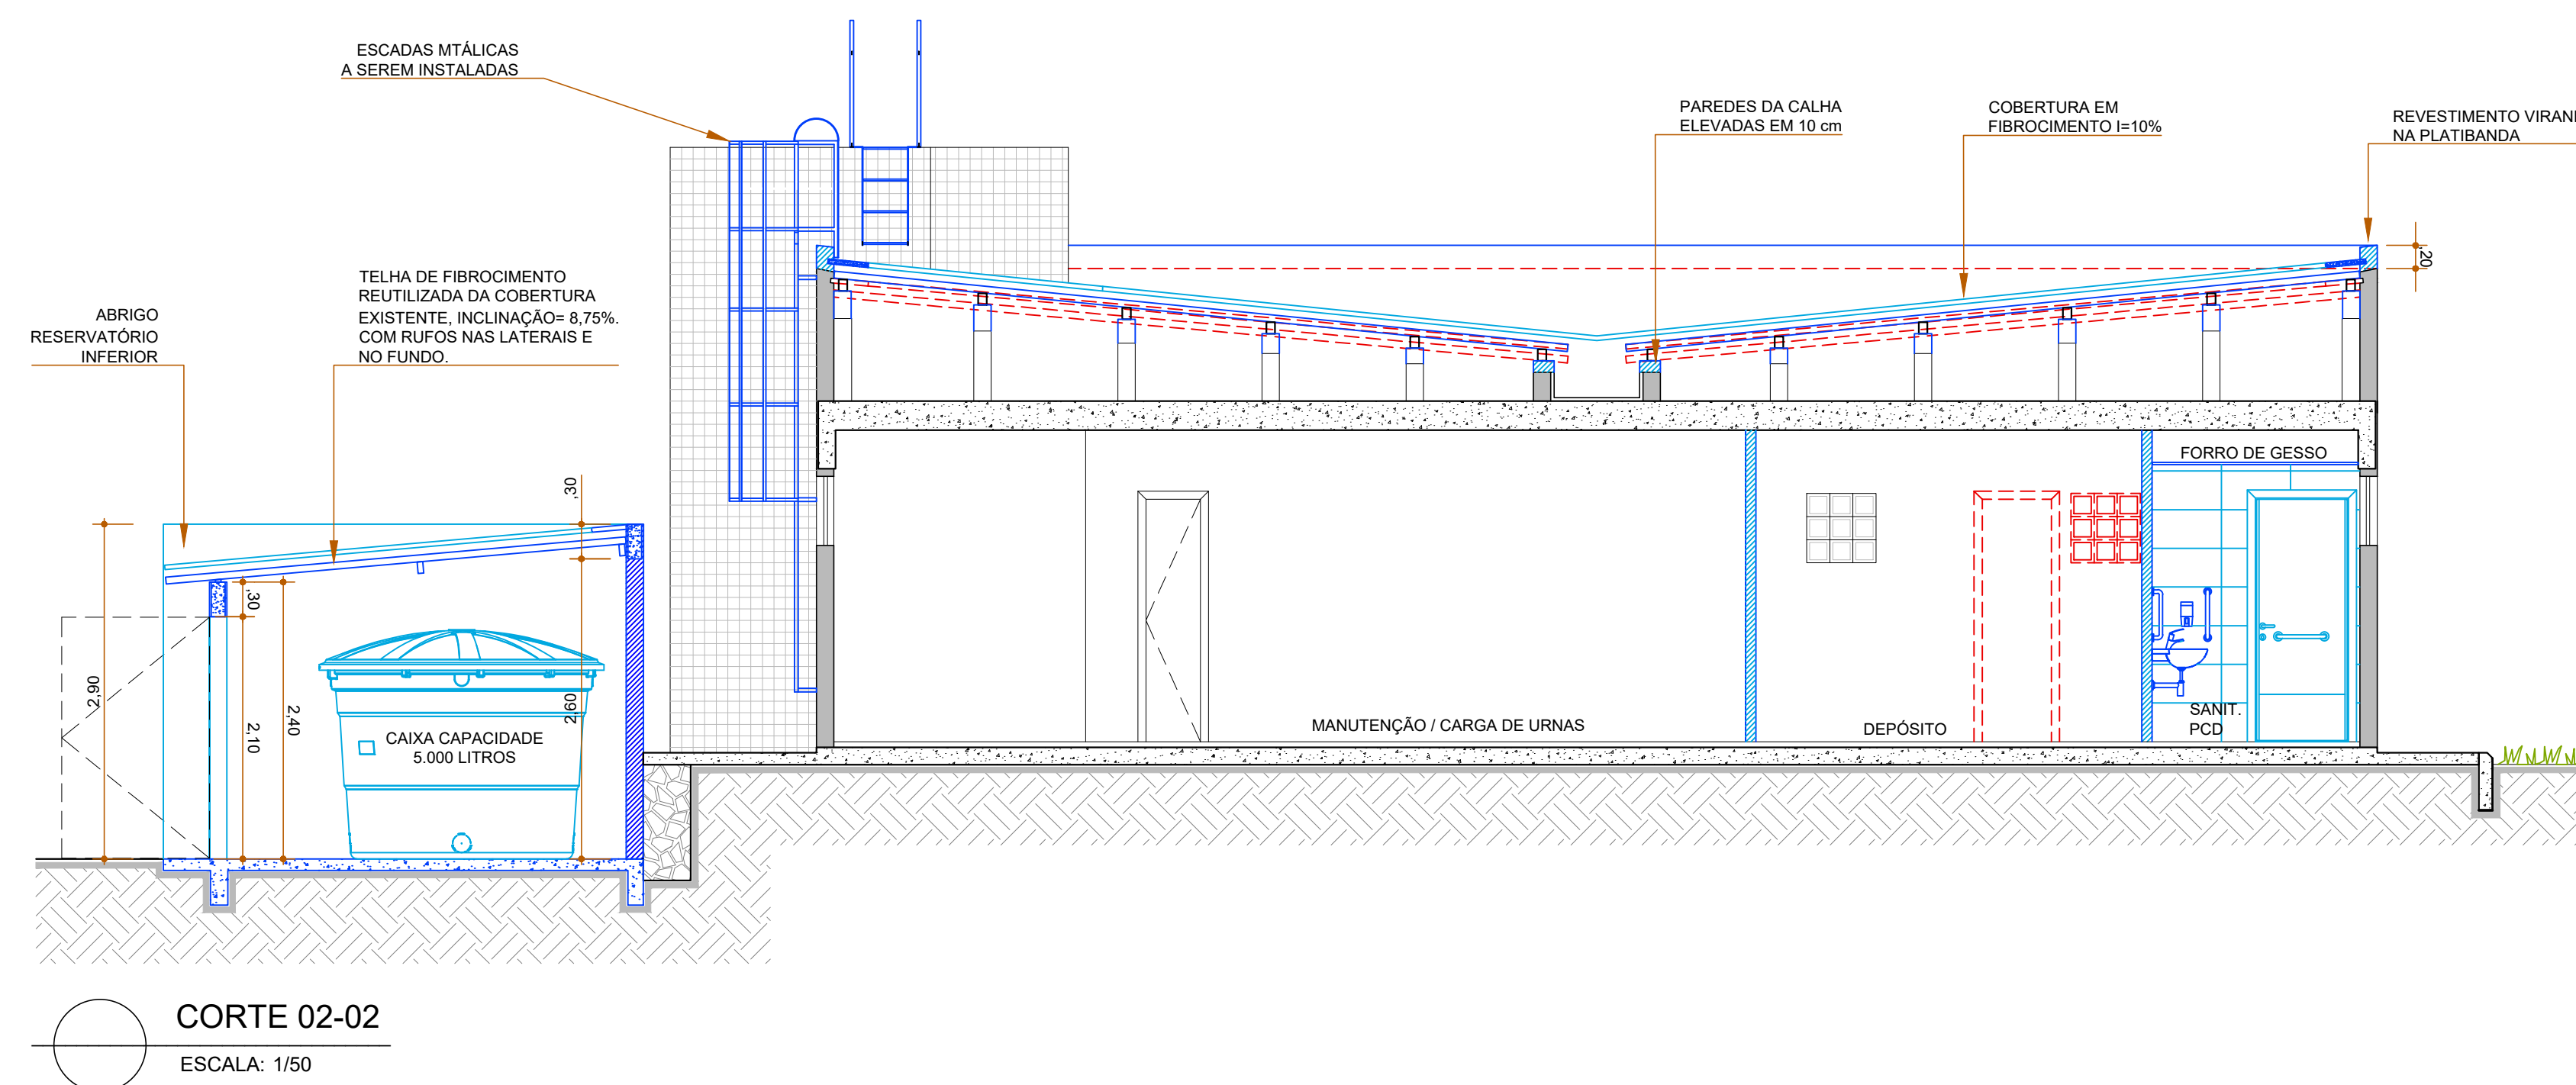 ESCADAS MTÁLICAS
A SEREM INSTALADAS
PAREDES DA CALHA
ELEVADAS EM 10 cm
COBERTURA EM
FIBROCIMENTO I=10%
REVESTIMENTO
NA PLATIBANDA
,20
TELHA DE FIBROCIMENTO
REUTILIZADA DA COBERTURA
EXISTENTE, INCLINAÇÃO= 8,75%.
COM RUFOS NAS LATERAIS E
NO FUNDO.
ABRIGO
RESERVATÓRIO
INFERIOR
,30
FORRO DE GESSO
,30
2,90
2,10
2,40
2,60
CAIXA CAPACIDADE
5.000 LITROS
MANUTENÇÃO / CARGA DE URNAS
DEPÓSITO
SANIT.
PCD
CORTE 02-02
ESCALA: 1/50